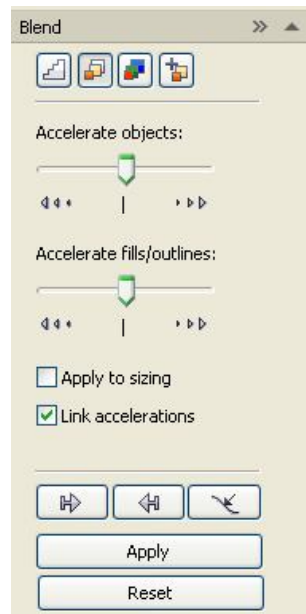 Blend
Accelerate objects:
Accelerate fills/outlines:
Apply to sizing
Link accelerations
Apply
Reset